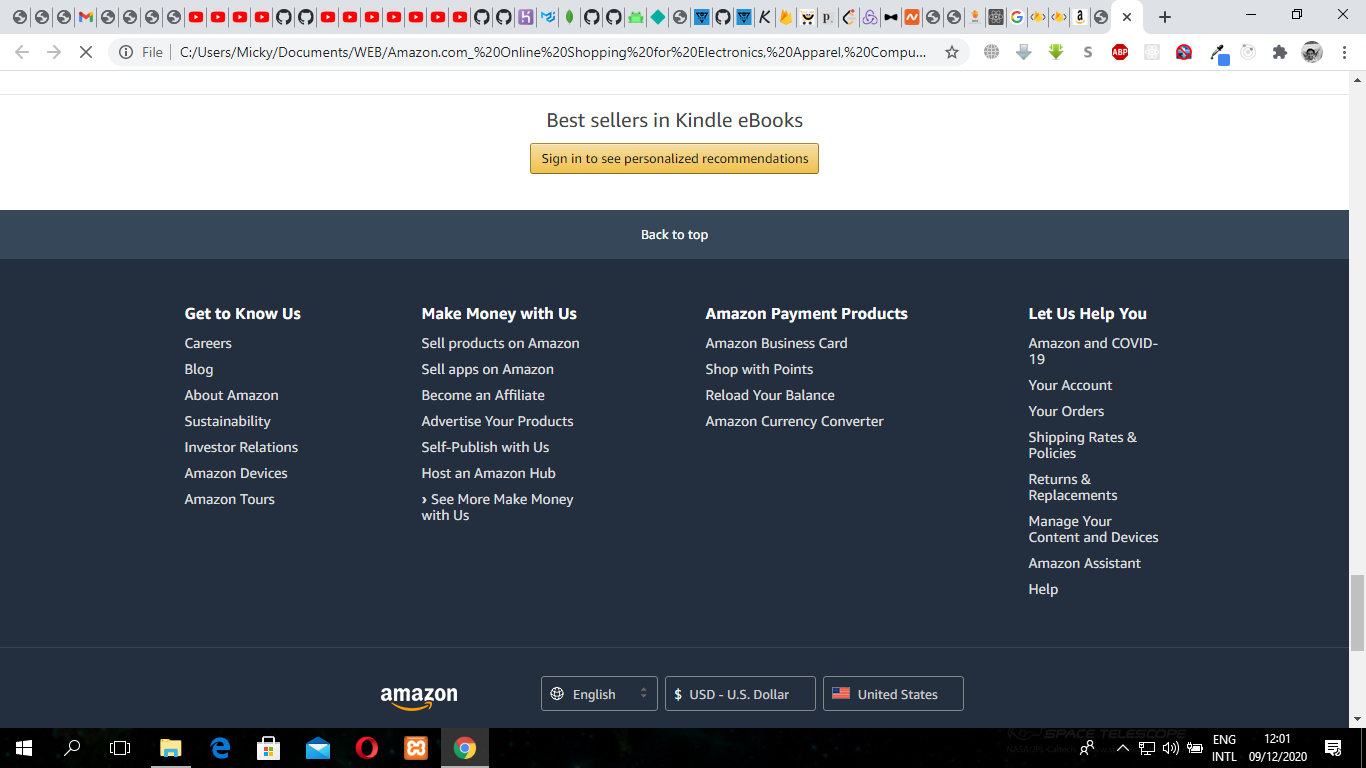 File
C:/Users/Micky/Documents/WEB/Amazon.com_%20Online%20Shopping%20for%20Electronics,%20Apparel,%20Compu...
ABP
Best sellers in Kindle eBooks
Sign in to see personalized recommendations
Back to top
Get to Know Us
Careers
Blog
About Amazon
Sustainability
Investor Relations
Amazon Devices
Amazon Tours
Make Money with Us
Sell products on Amazon
Sell apps on Amazon
Become an Affiliate
Advertise Your Products
Self-Publish with Us
Host an Amazon Hub
› See More Make Money
with Us
Amazon Payment Products
Amazon Business Card
Shop with Points
Reload Your Balance
Amazon Currency Converter
Let Us Help You
Amazon and COVID-
19
Your Account
Your Orders
Shipping Rates &
Policies
Returns &
Replacements
Manage Your
Content and Devices
Amazon Assistant
Help
amazon
English
$ USD - U.S. Dollar
United States
SPACE TELESCOPE
ENG
INTL
12:01
09/12/2020